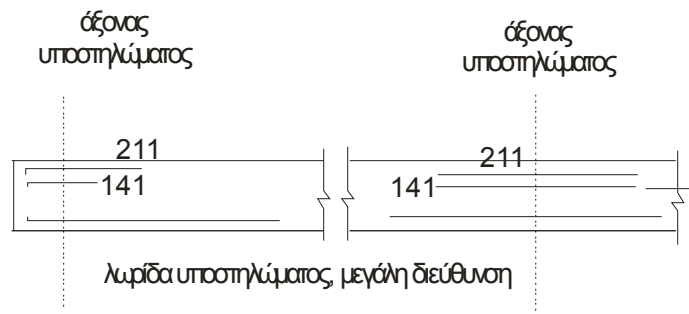 άξονας
υποστηλώματος
άξονας
υποστηλώματος
211
141
211
141
λωρίδα υποστηλώματος, μεγάλη διεύθυνση